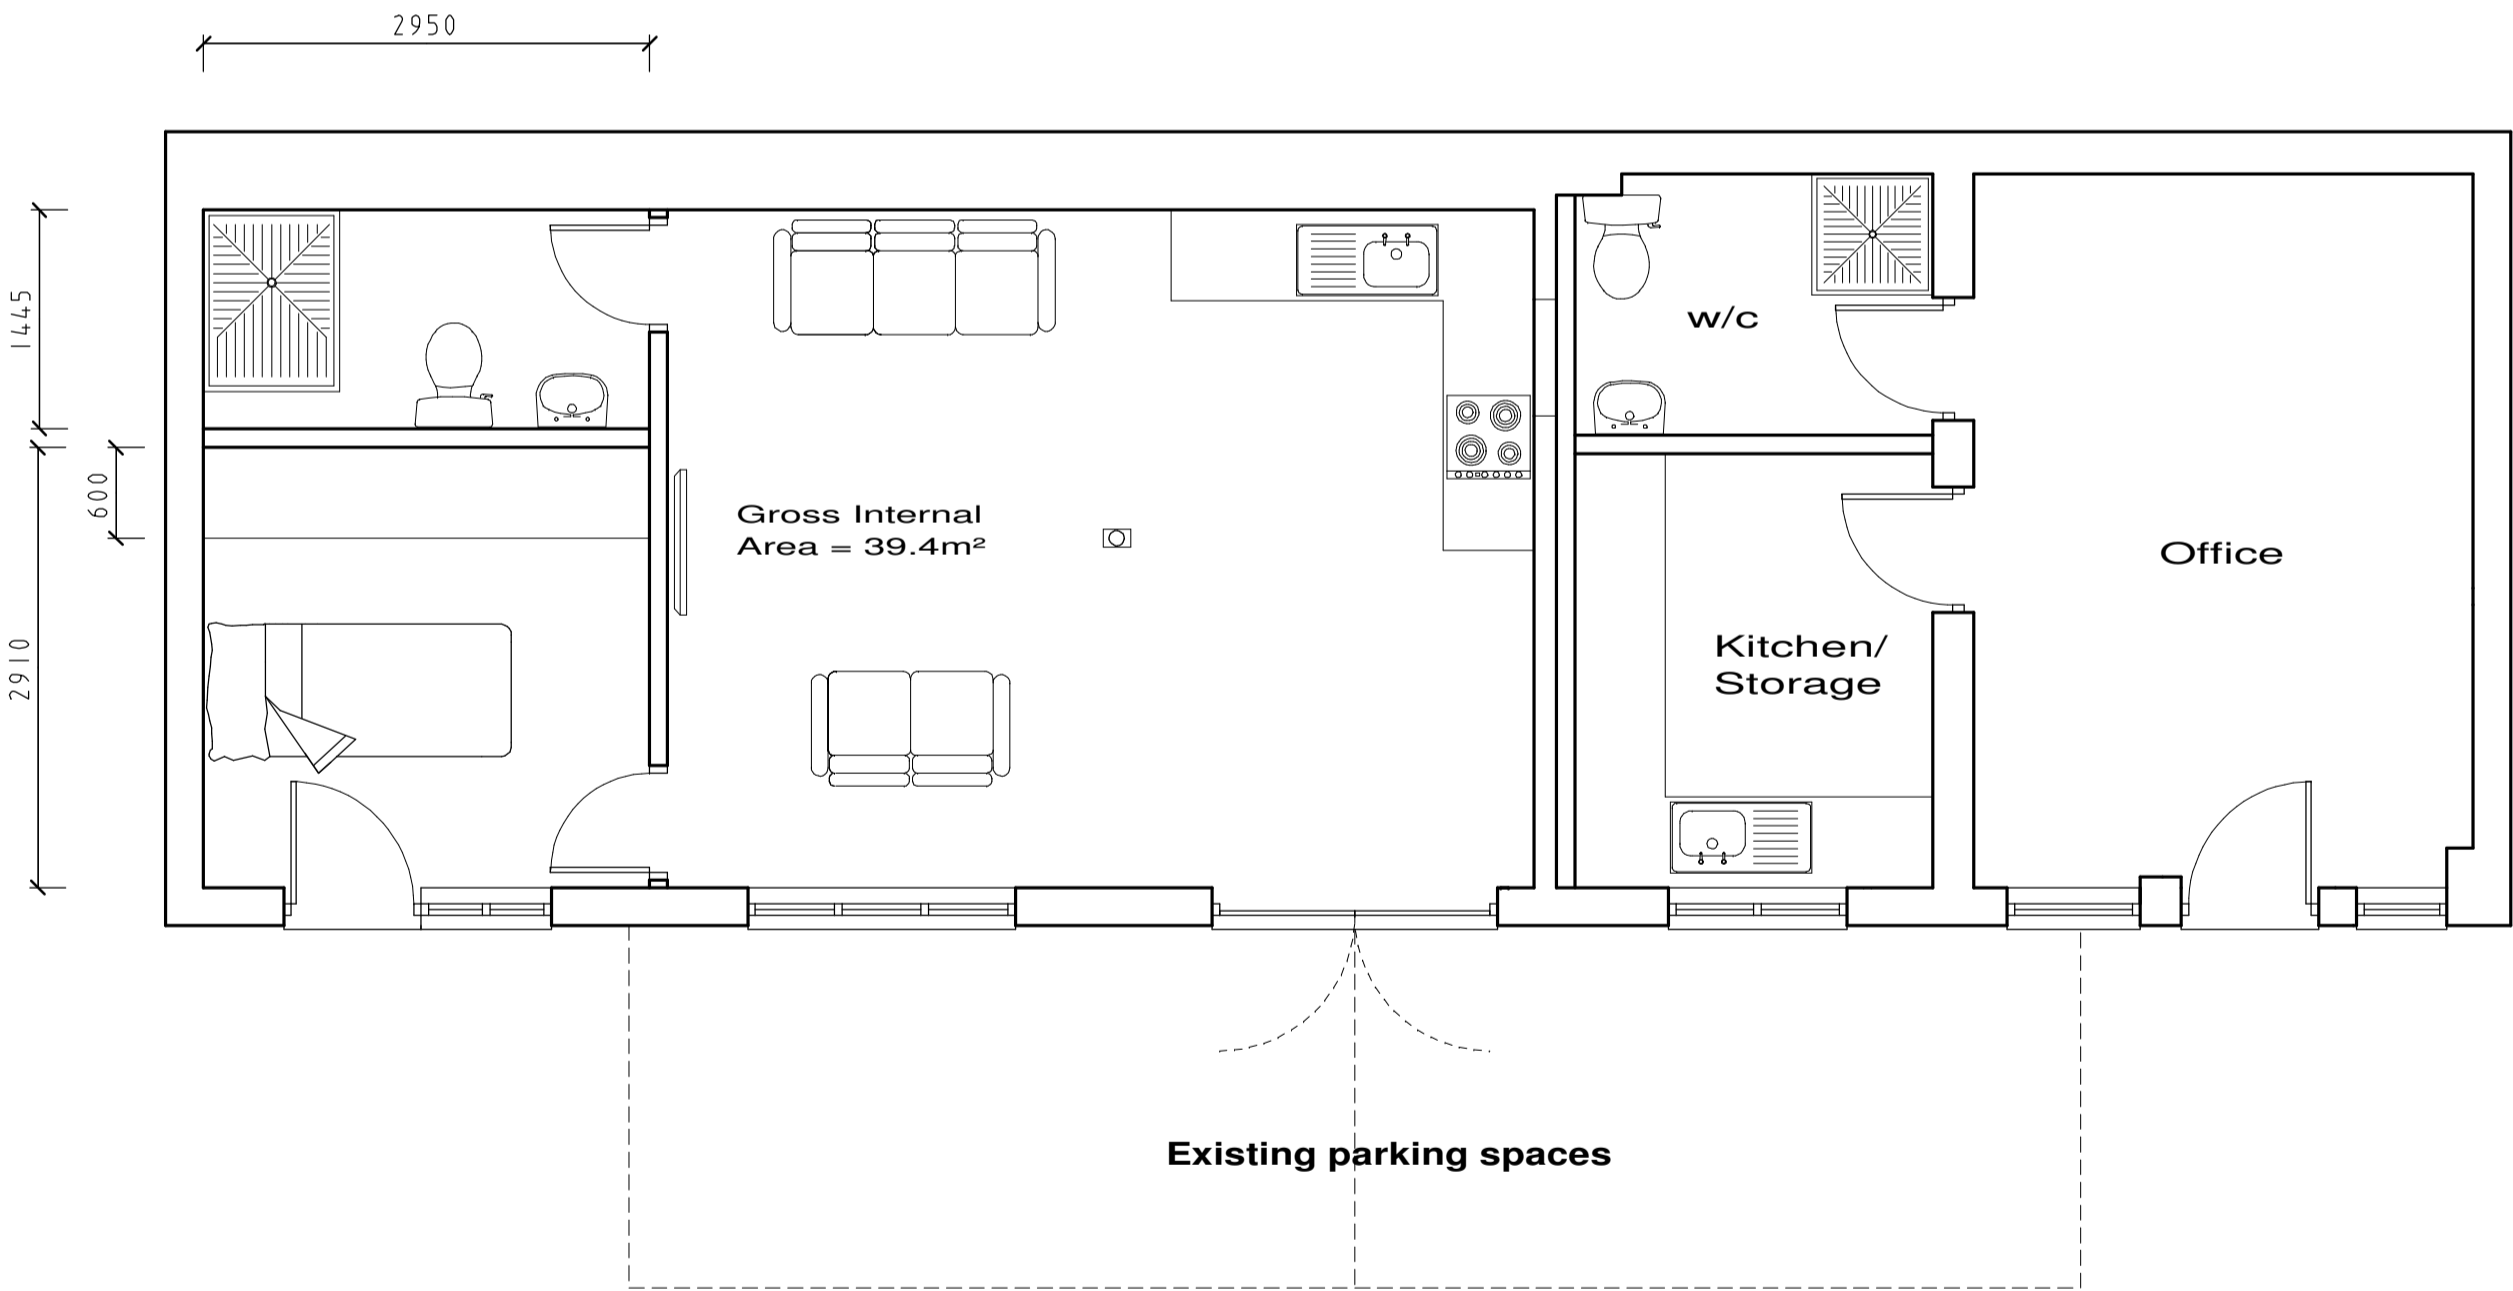 2950
1445
w/c
600
Gross Internal
Area = 39.4m²
Office
2910
Kitchen/
Storage
Existing parking spaces